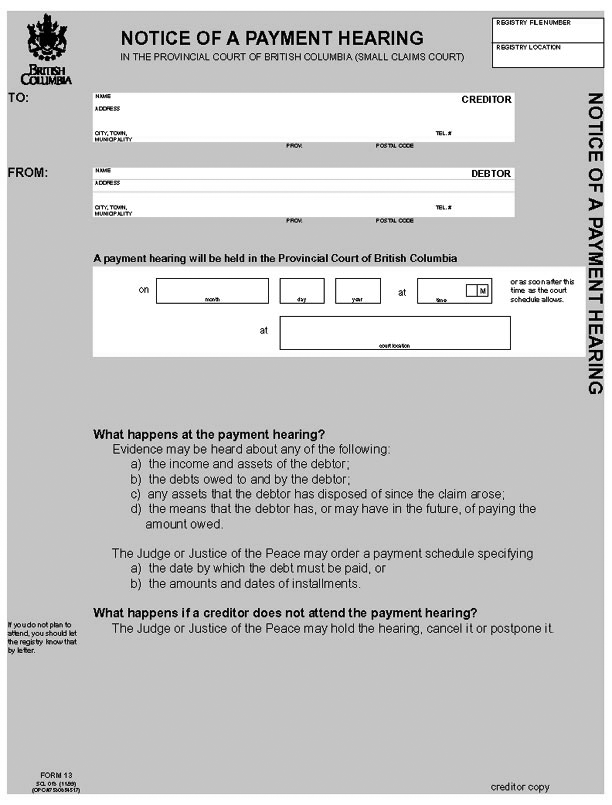 REGISTRY FILE NUMBER
NOTICE OF A PAYMENT HEARING
IN THE PROVINCIAL COURT OF BRITISH COLUMBIA (SMALL CLAIMS COURT)
REGISTRY LOCATION
BRITISH
COLUMBIA
TO:
NAME
CREDITOR
ADDRESS
CITY, TOWN,
MUNICIPALITY
TEL. #
PROV.
POSTAL CODE
FROM:
NAME
DEBTOR
ADDRESS
CITY, TOWN,
MUNICIPALITY
TEL. #
PROV.
POSTAL CODE
NOTICE OF A PAYMENT HEARING
A payment hearing will be held in the Provincial Court of British Columbia
on
month
day
year
at
time
M
or as soon after this
time as the court
schedule allows.
at
court location
What happens at the payment hearing?
Evidence may be heard about any of the following:
a) the income and assets of the debtor;
b) the debts owed to and by the debtor;
c) any assets that the debtor has disposed of since the claim arose;
d) the means that the debtor has, or may have in the future, of paying the
amount owed.
The Judge or Justice of the Peace may order a payment schedule specifying
a) the date by which the debt must be paid, or
b) the amounts and dates of installments.
What happens if a creditor does not attend the payment hearing?
The Judge or Justice of the Peace may hold the hearing, cancel it or postpone it.
If you do not plan to
attend, you should let
the registry know that
by letter.
FORM 13
SCL 013 (11/99)
creditor copy